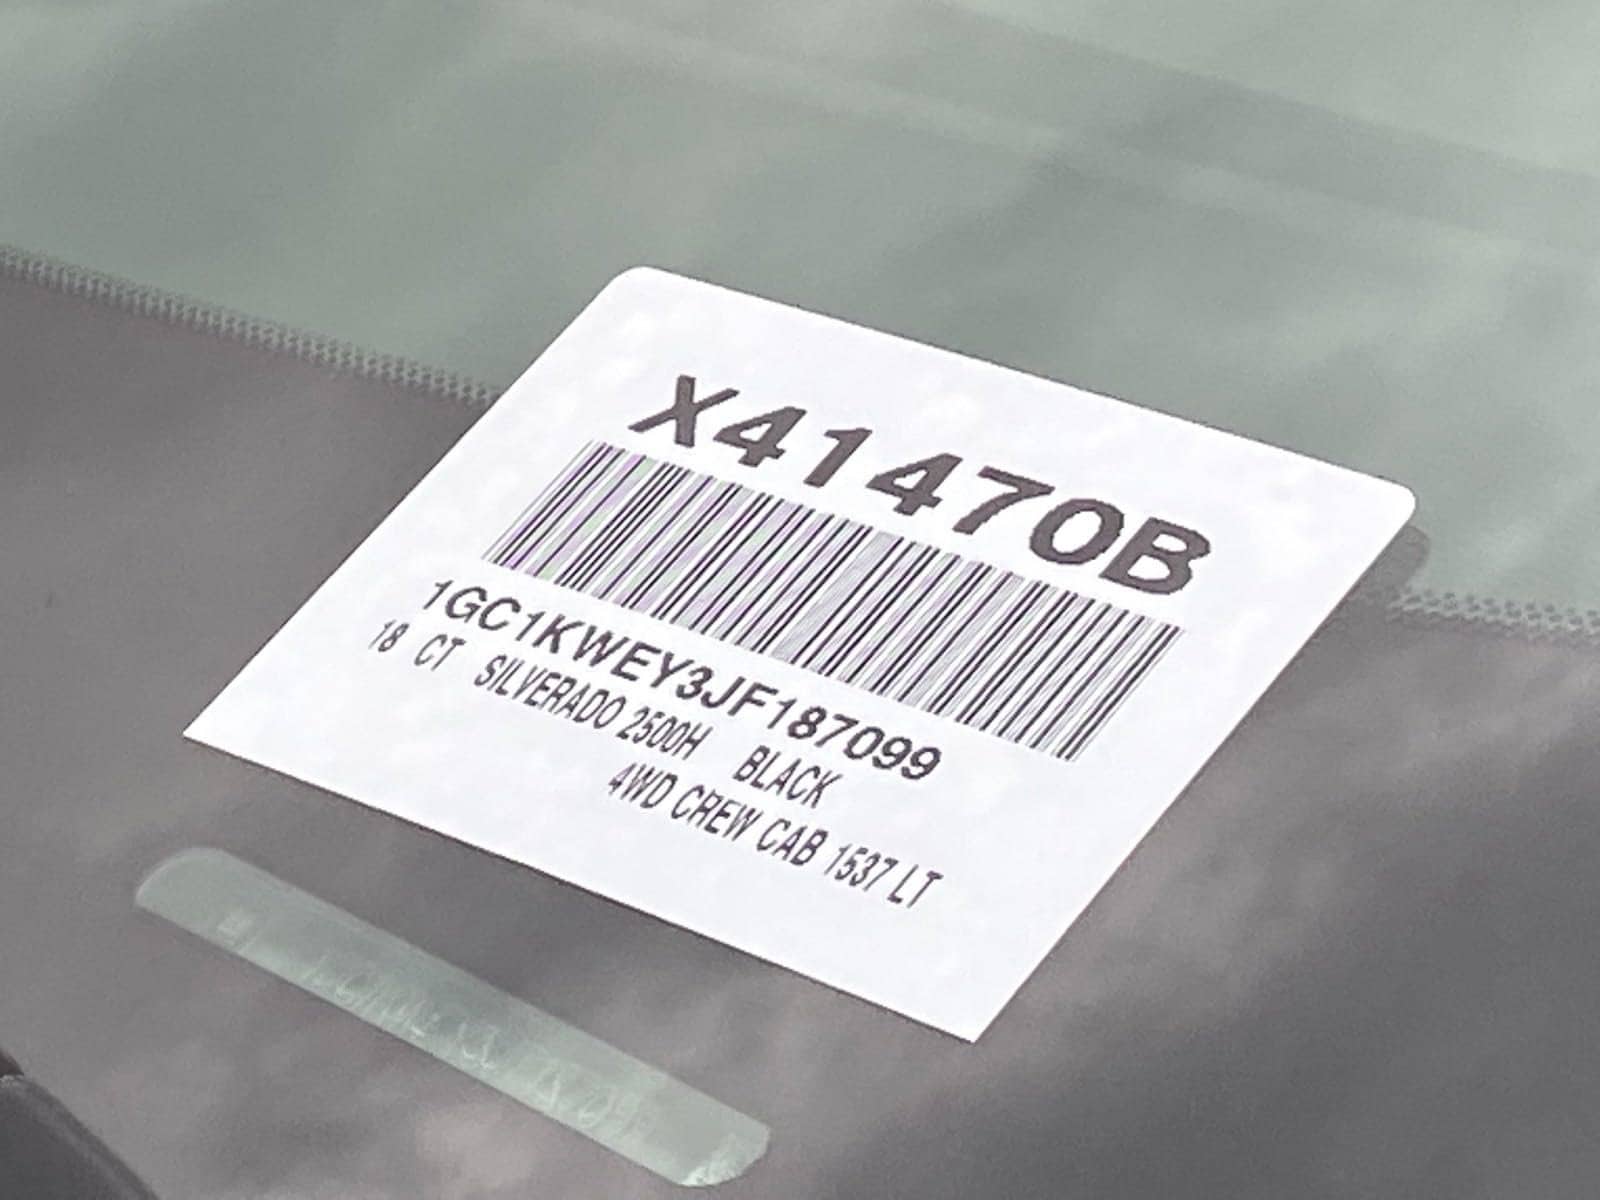 X41470B
1GC1KWEY3JF187099
18 CT SILVERADO 2500H BLACK
4WD CREW CAB 1537 LT